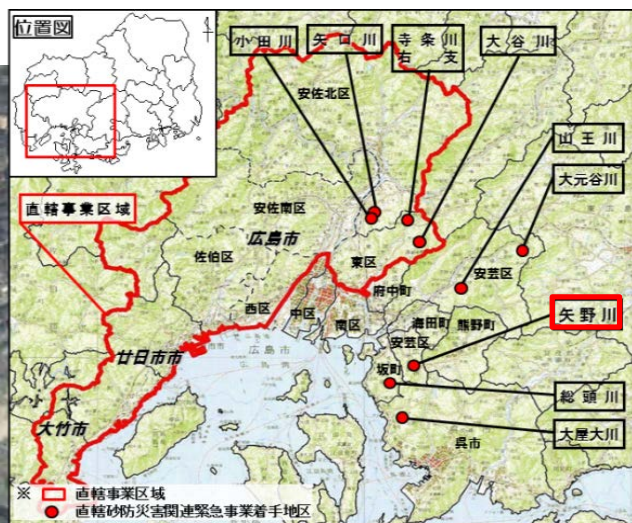 位置図
小田川
矢口川
寺条川
右支
大谷川
安佐北区
山王川
大元谷川
直轄事業区域
安佐南区
広島市
佐伯区
東区
安芸区
府中町
西区
中区
南区
海田町
熊野町
矢野川
安芸区
廿日市市
広島市
坂町
総頭川
大竹市
大屋大川
呉市
※ 直轄事業区域
直轄砂防災害関連緊急事業着手地区